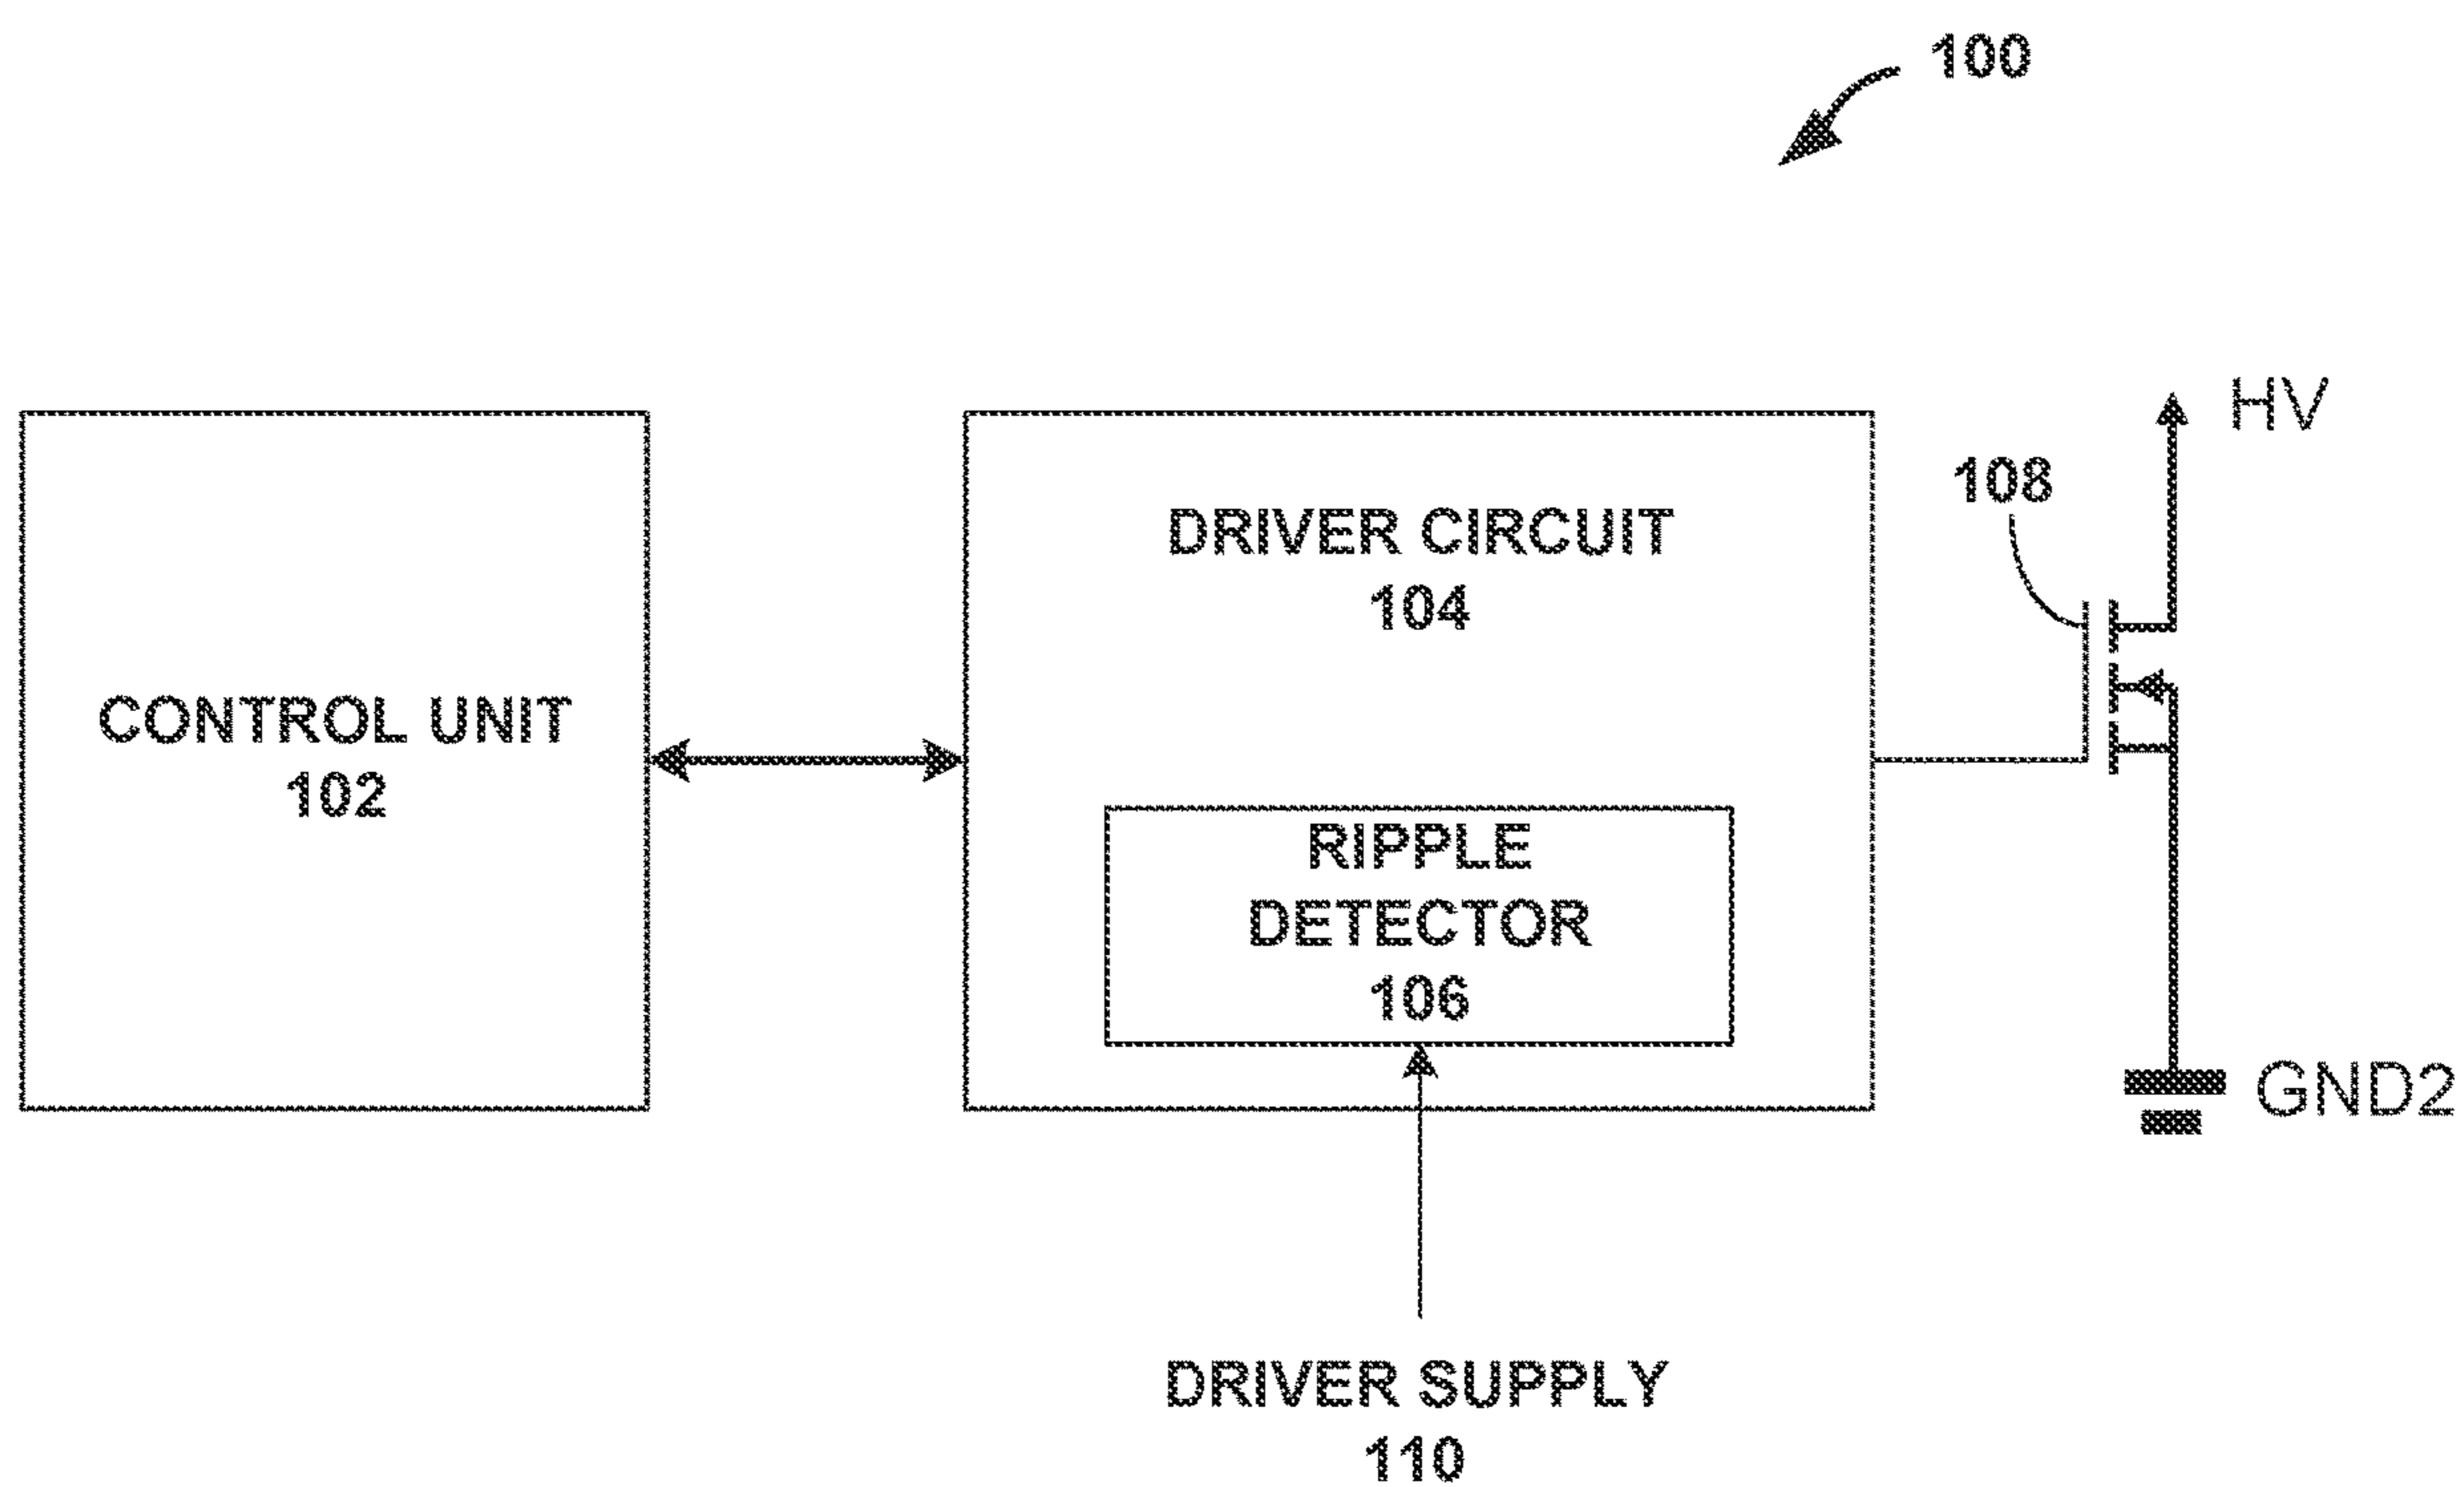 100
HV
108
DRIVER CIRCUIT
104
CONTROL UNIT
102
RIPPLE
DETECTOR
106
GND2
DRIVER SUPPLY
110